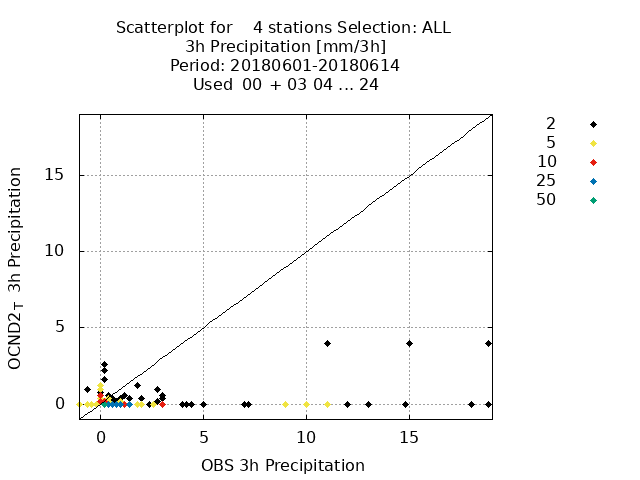 Scatterplot for 4 stations Selection: ALL
3h Precipitation [mm/3h]
Period: 20180601-20180614
Used 00 + 03 04 ... 24
2
5
10
25
50
15
10
5
0
OCND2T 3h Precipitation
0 5 10 15
OBS 3h Precipitation